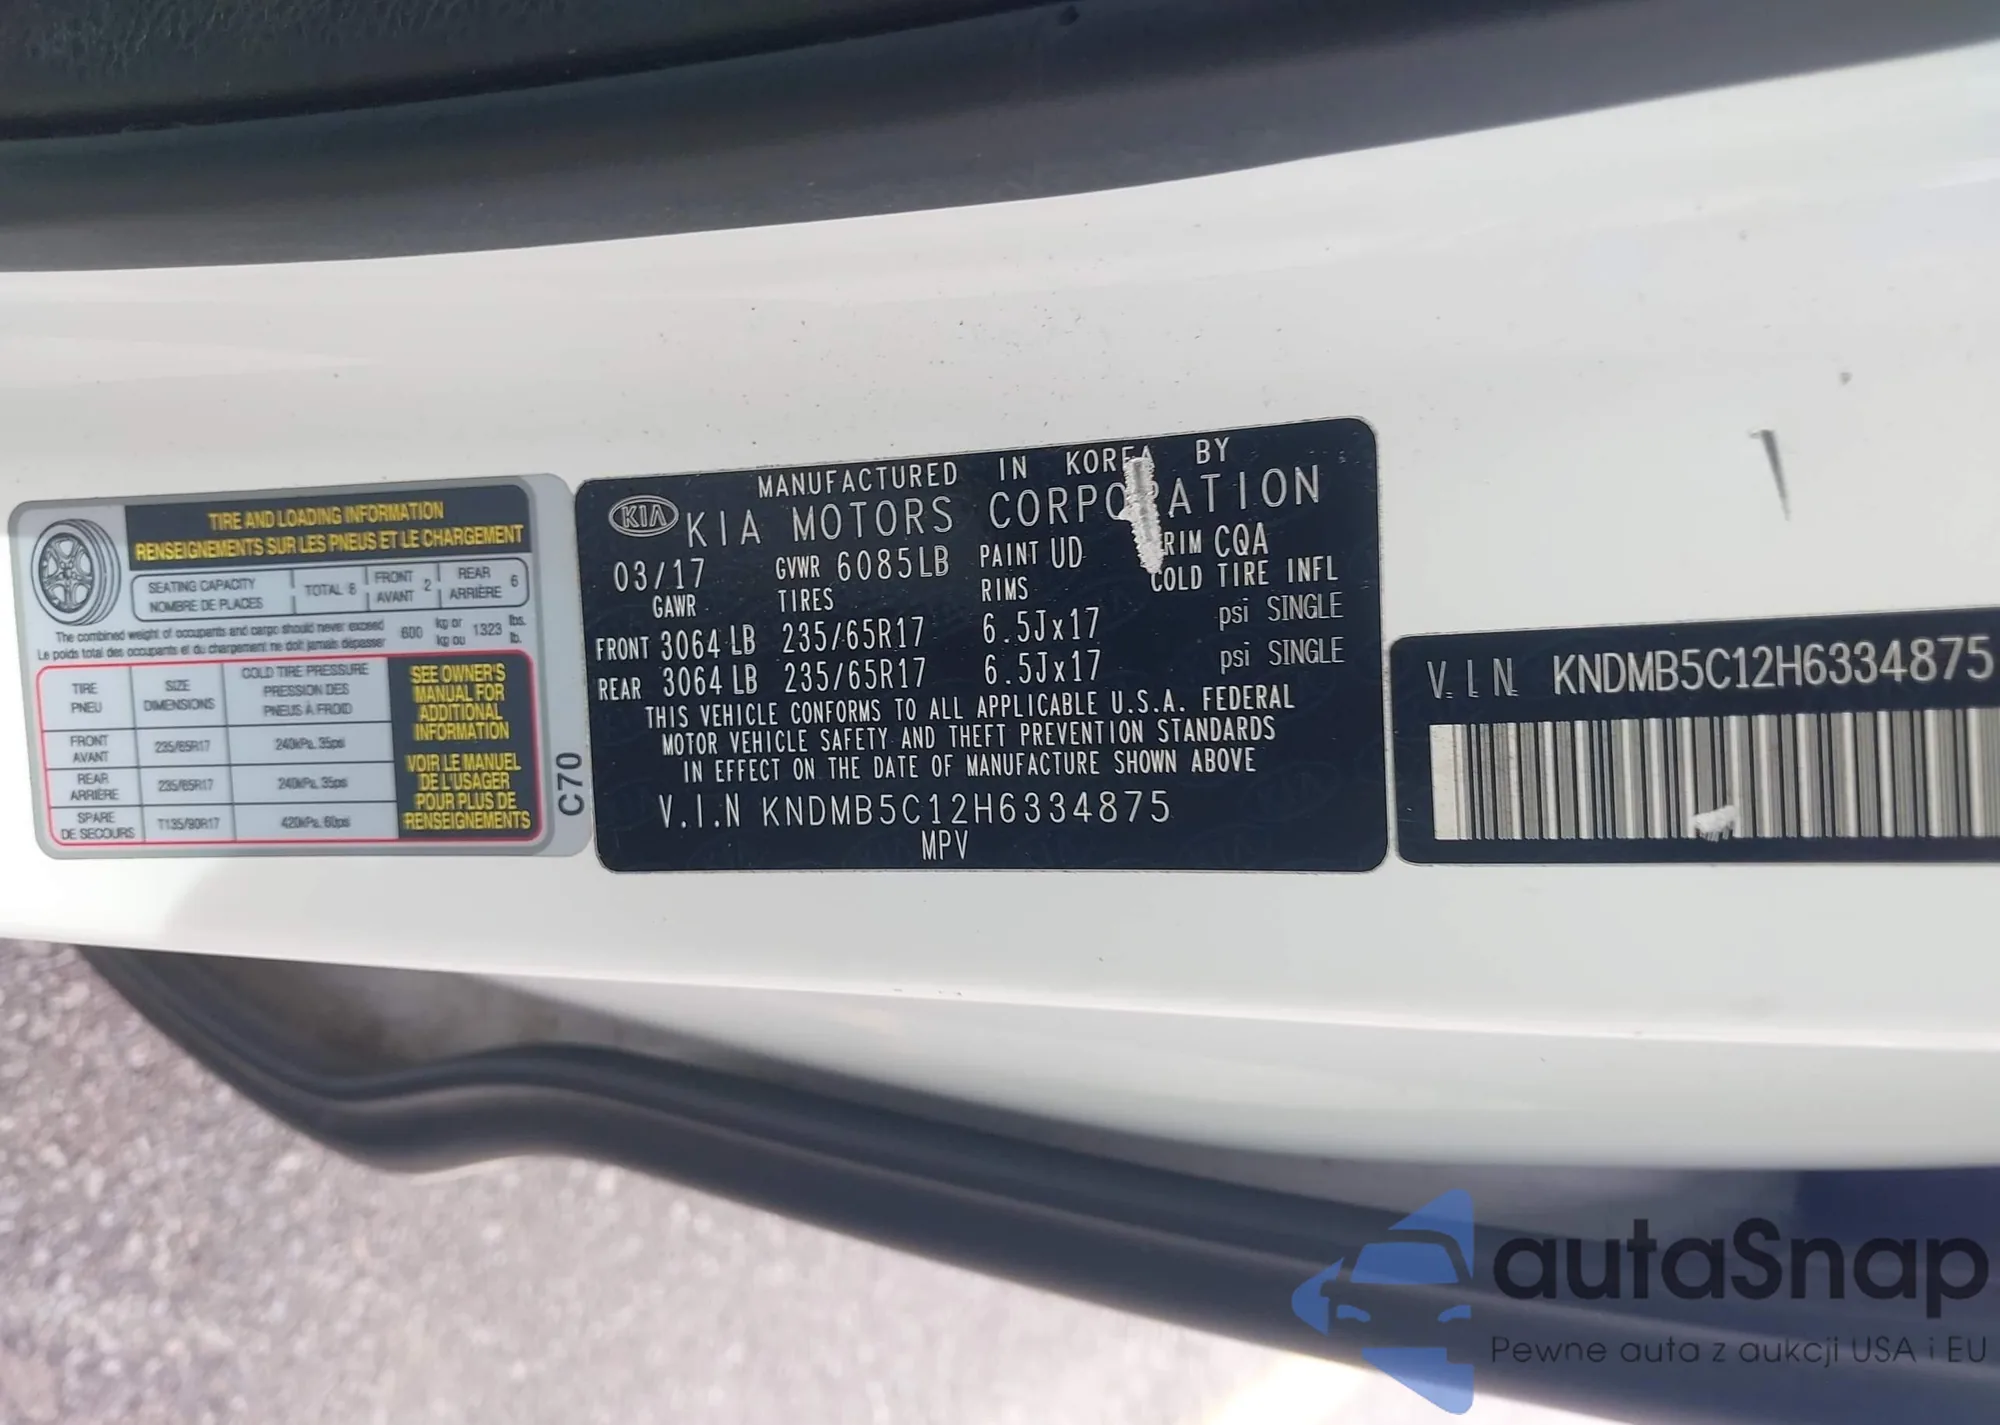 TIRE AND LOADING INFORMATION
RENSEIGNEMENTS SUR LES PNEUS ET LE CHARGEMENT
SEATING CAPACITY
NOMBRE DE PLACES
TOTAL 8
FRONT
AVANT 2
REAR
ARRIÈRE 6
The combined weight of occupants and cargo should never exceed
Le poids total des occupants et du chargement ne doit jamais dépasser
600 kg or
kg ou 1323 lbs.
lb.
TIRE
PNEU
SIZE
DIMENSIONS
COLD TIRE PRESSURE
PRESSION DES
PNEUS À FROID
FRONT
AVANT
235/65R17
240kPa, 35psi
REAR
ARRIÈRE
235/65R17
240kPa, 35psi
SPARE
DE SECOURS
T135/90R17
420kPa, 60psi
SEE OWNER'S
MANUAL FOR
ADDITIONAL
INFORMATION
VOIR LE MANUEL
DE L'USAGER
POUR PLUS DE
RENSEIGNEMENTS
C70
MANUFACTURED IN KOREA BY
KIA KIA MOTORS CORPORATION
03/17 GVWR 6085LB PAINT UD TRIM CQA
GAWR TIRES RIMS COLD TIRE INFL
FRONT 3064 LB 235/65R17 6.5Jx17 psi SINGLE
REAR 3064 LB 235/65R17 6.5Jx17 psi SINGLE
THIS VEHICLE CONFORMS TO ALL APPLICABLE U.S.A. FEDERAL
MOTOR VEHICLE SAFETY AND THEFT PREVENTION STANDARDS
IN EFFECT ON THE DATE OF MANUFACTURE SHOWN ABOVE
V.I.N KNDMB5C12H6334875
MPV
V.I.N KNDMB5C12H6334875
autaSnap
Pewne auta z aukcji USA i EU